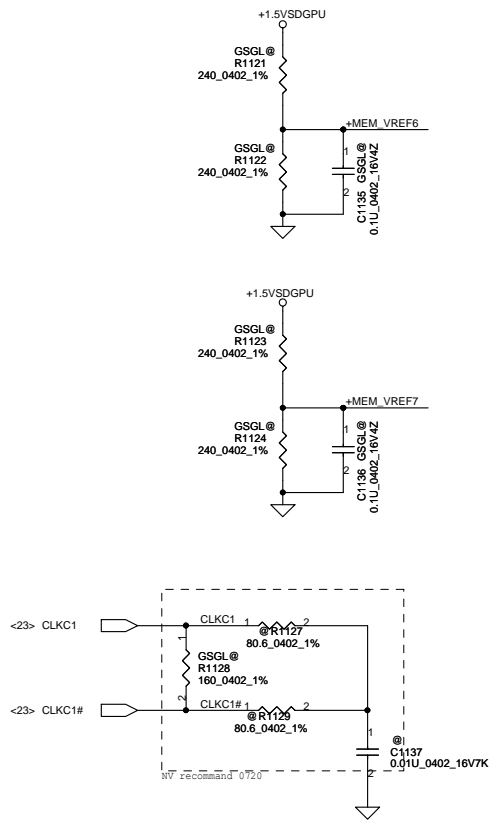 +1.5VSDGPU
GSGL@
R1121
240_0402_1%
+MEM_VREF6
GSGL@
R1122
240_0402_1%
1
2
C1135 GSGL@
0.1U_0402_16V4Z
+1.5VSDGPU
GSGL@
R1123
240_0402_1%
+MEM_VREF7
GSGL@
R1124
240_0402_1%
1
2
C1136 GSGL@
0.1U_0402_16V4Z
<23> CLKC1
CLKC1
1
2
@R1127
80.6_0402_1%
1
GSGL@
R1128
160_0402_1%
2
<23> CLKC1#
CLKC1#
1
2
@R1129
80.6_0402_1%
1
@
C1137
0.01U_0402_16V7K
2
NV recommand 0720